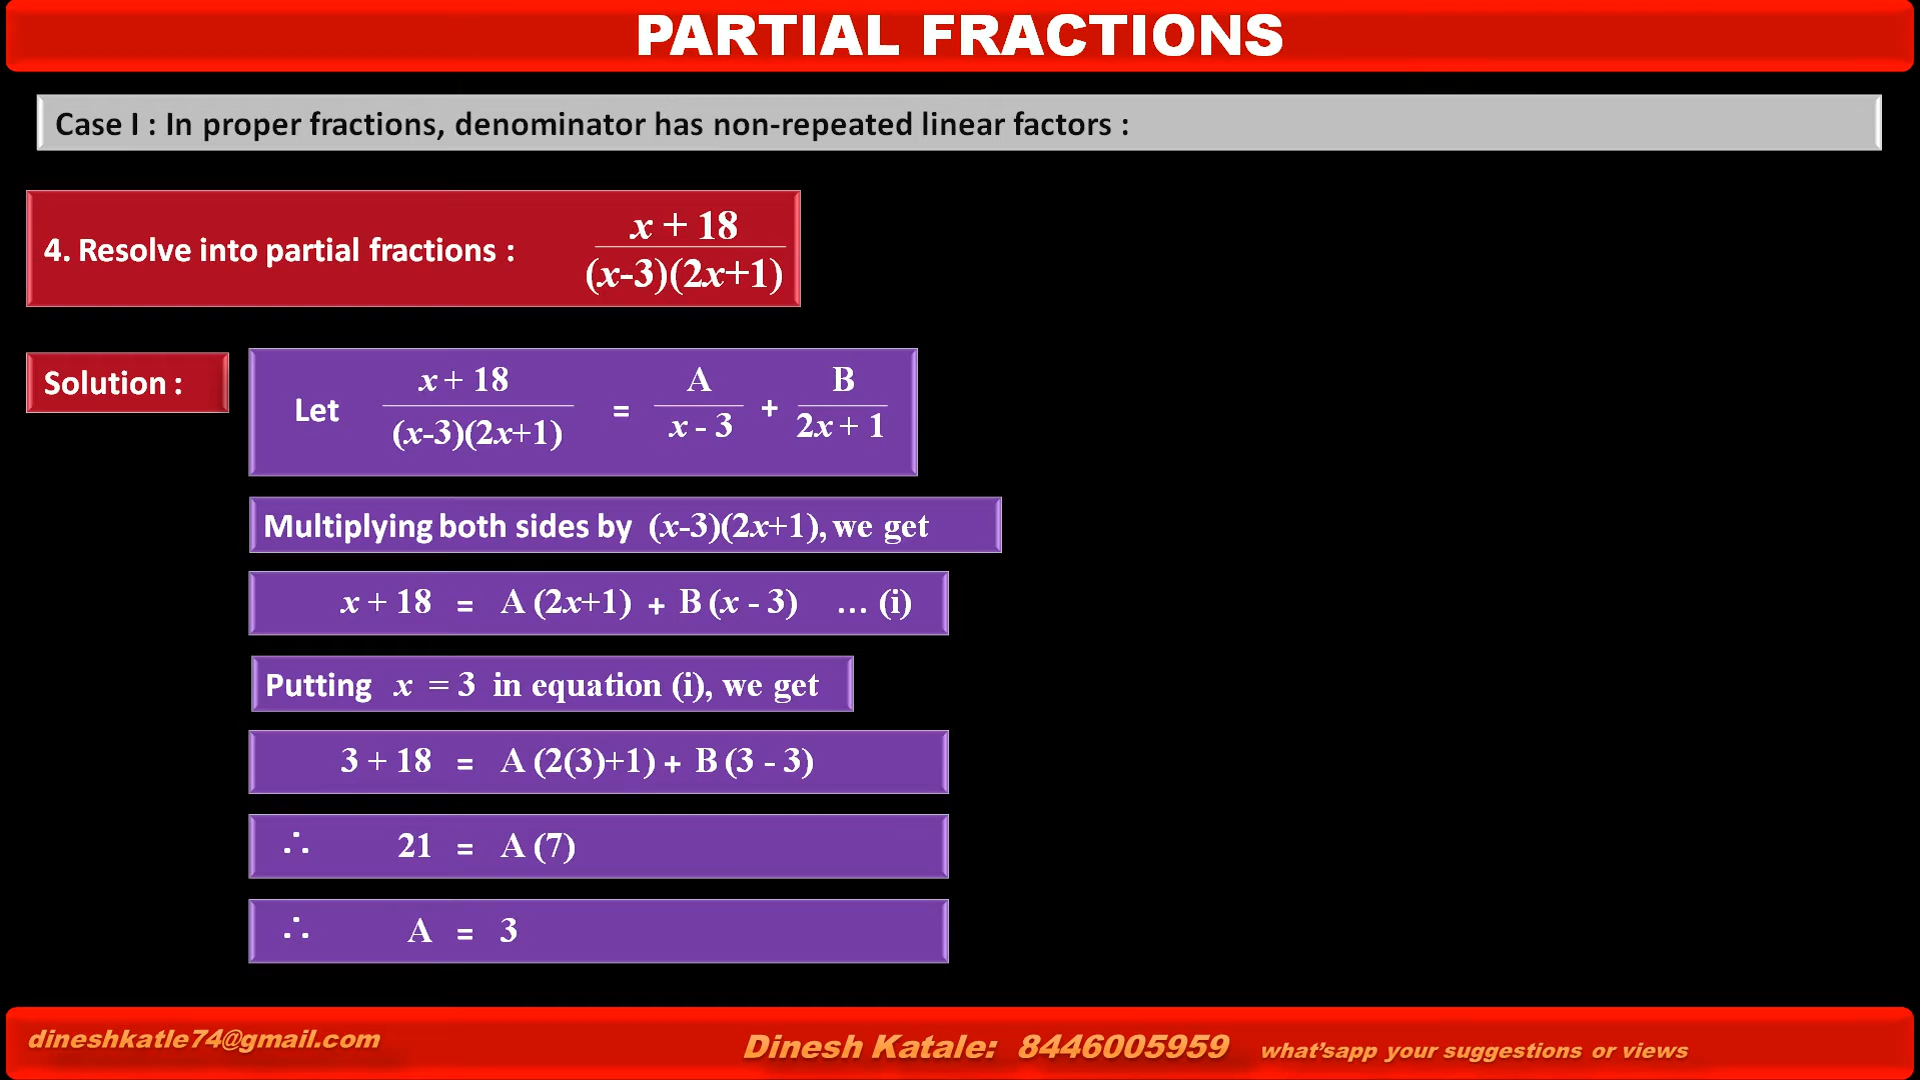 PARTIAL FRACTIONS
Case I : In proper fractions, denominator has non-repeated linear factors :
4. Resolve into partial fractions :
x + 18
(x-3)(2x+1)
Solution :
Let
x + 18
(x-3)(2x+1)
=
A
x - 3
+
B
2x + 1
Multiplying both sides by (x-3)(2x+1), we get
x + 18 = A (2x+1) + B (x - 3) ... (i)
Putting x = 3 in equation (i), we get
3 + 18 = A (2(3)+1) + B (3 - 3)
∴ 21 = A (7)
∴ A = 3
dineshkatle74@gmail.com
Dinesh Katale: 8446005959 what'sapp your suggestions or views